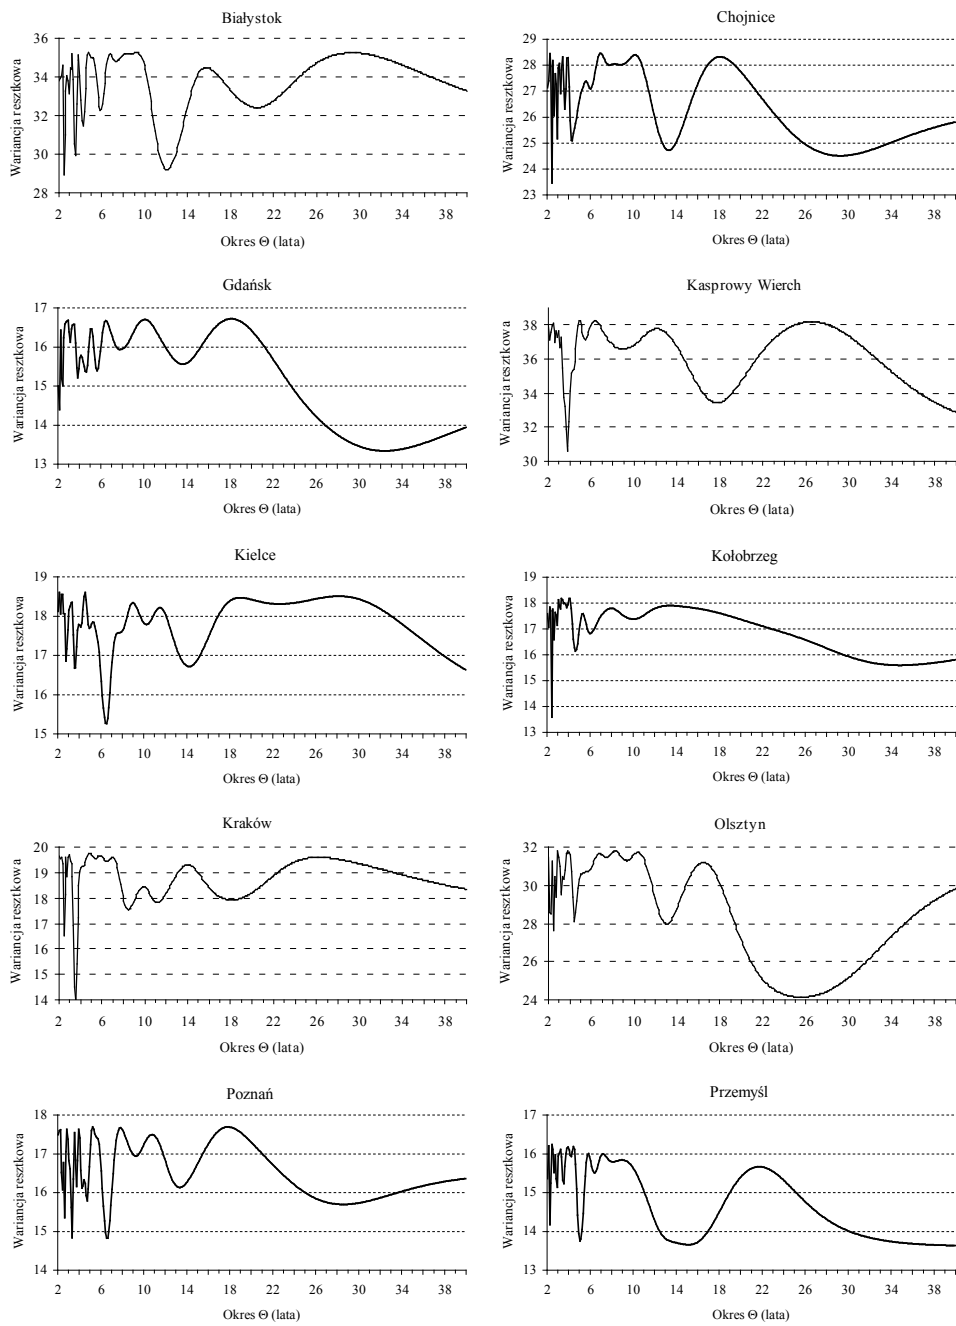 Białystok
Wariancja resztkowa
36
34
32
30
28
2 6 10 14 18 22 26 30 34 38
Okres Θ (lata)
Chojnice
Wariancja resztkowa
29
28
27
26
25
24
23
2 6 10 14 18 22 26 30 34 38
Okres Θ (lata)
Gdańsk
Wariancja resztkowa
17
16
15
14
13
2 6 10 14 18 22 26 30 34 38
Okres Θ (lata)
Kasprowy Wierch
Wariancja resztkowa
38
36
34
32
30
2 6 10 14 18 22 26 30 34 38
Okres Θ (lata)
Kielce
Wariancja resztkowa
19
18
17
16
15
2 6 10 14 18 22 26 30 34 38
Okres Θ (lata)
Kołobrzeg
Wariancja resztkowa
19
18
17
16
15
14
13
2 6 10 14 18 22 26 30 34 38
Okres Θ (lata)
Kraków
Wariancja resztkowa
20
19
18
17
16
15
14
2 6 10 14 18 22 26 30 34 38
Okres Θ (lata)
Olsztyn
Wariancja resztkowa
32
30
28
26
24
2 6 10 14 18 22 26 30 34 38
Okres Θ (lata)
Poznań
Wariancja resztkowa
18
17
16
15
14
2 6 10 14 18 22 26 30 34 38
Okres Θ (lata)
Przemyśl
Wariancja resztkowa
17
16
15
14
13
2 6 10 14 18 22 26 30 34 38
Okres Θ (lata)